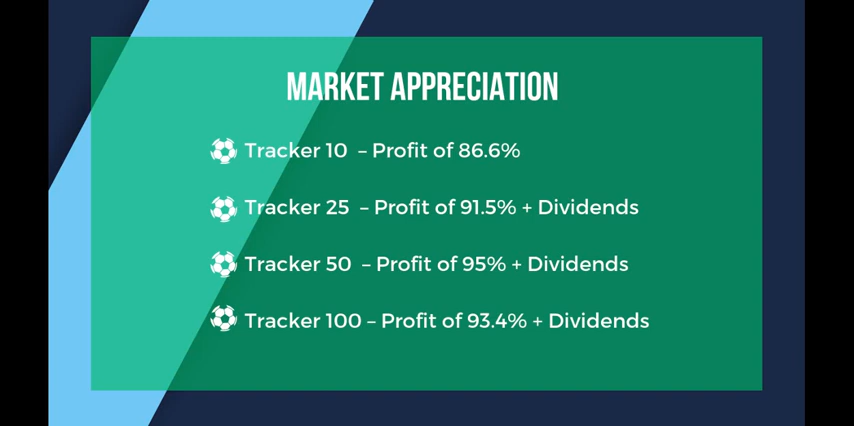 MARKET APPRECIATION
Tracker 10 – Profit of 86.6%
Tracker 25 – Profit of 91.5% + Dividends
Tracker 50 – Profit of 95% + Dividends
Tracker 100 – Profit of 93.4% + Dividends